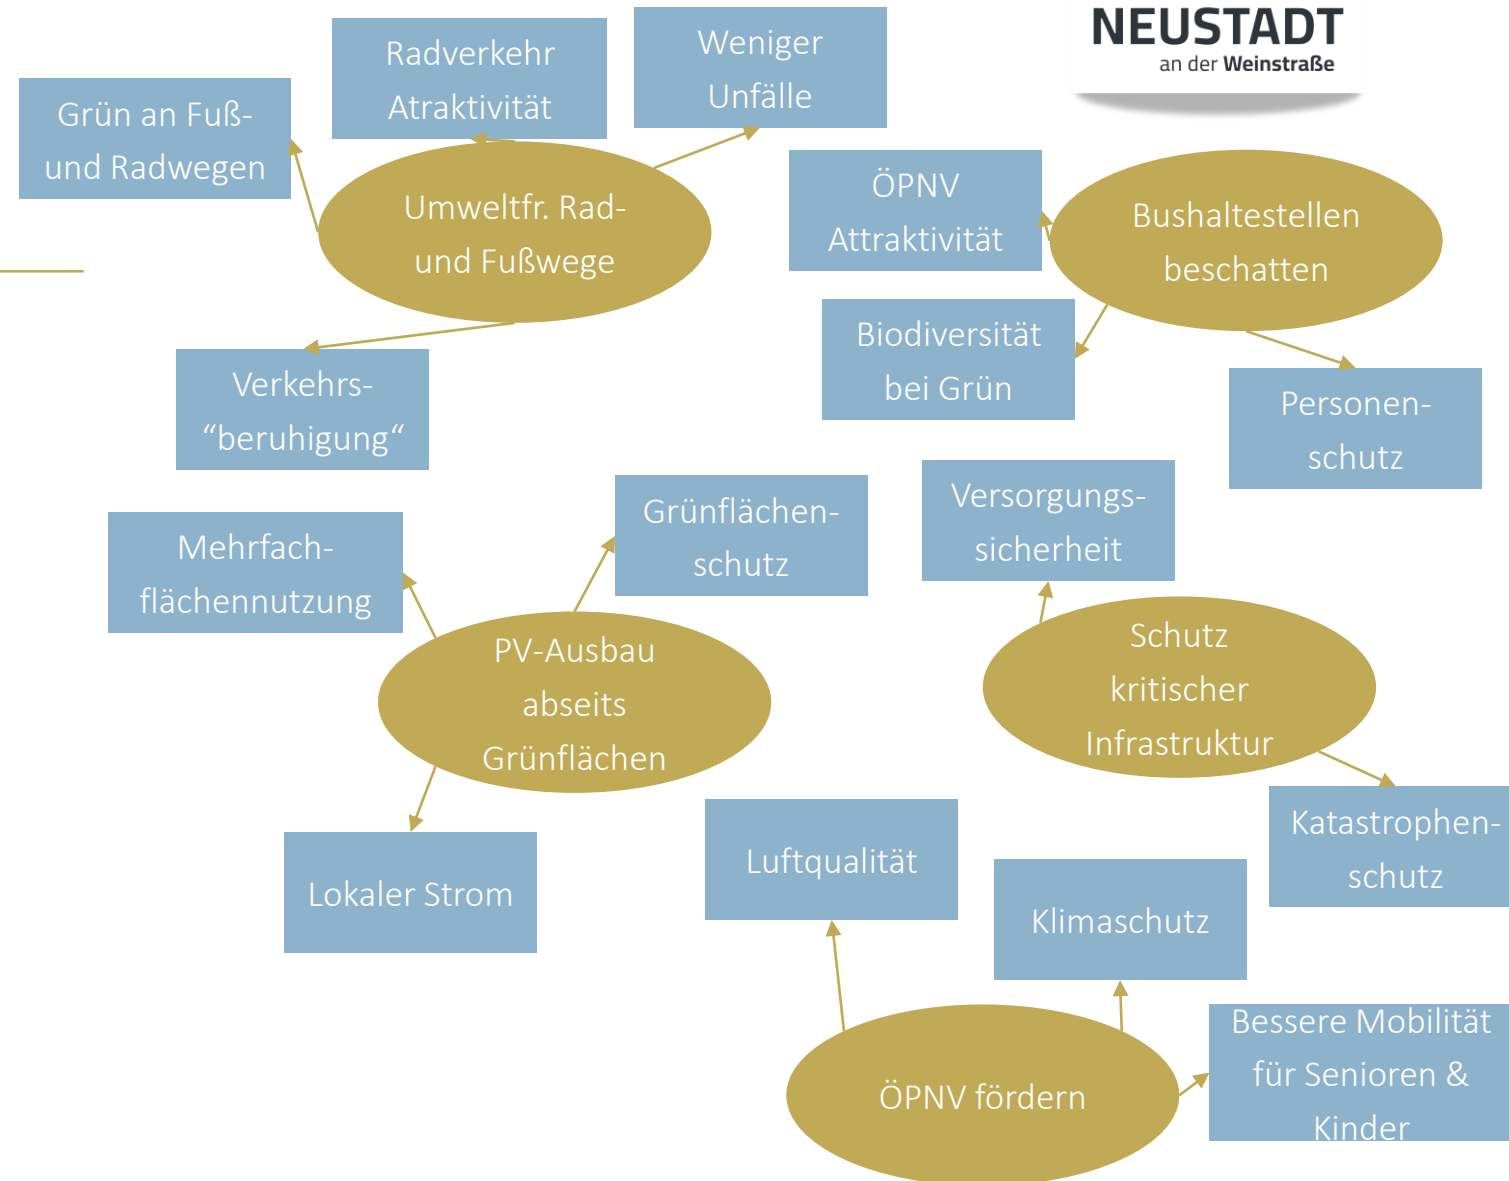 NEUSTADT
an der Weinstraße
Radverkehr
Atraktivität
Weniger
Unfälle
Grün an Fuß-
und Radwegen
Umweltfr. Rad-
und Fußwege
ÖPNV
Attraktivität
Bushaltestellen
beschatten
Biodiversität
bei Grün
Verkehrs-
“beruhigung“
Personen-
schutz
Grünflächen-
schutz
Versorgungs-
sicherheit
Mehrfach-
flächennutzung
PV-Ausbau
abseits
Grünflächen
Schutz
kritischer
Infrastruktur
Lokaler Strom
Luftqualität
Katastrophen-
schutz
Klimaschutz
ÖPNV fördern
Bessere Mobilität
für Senioren &
Kinder